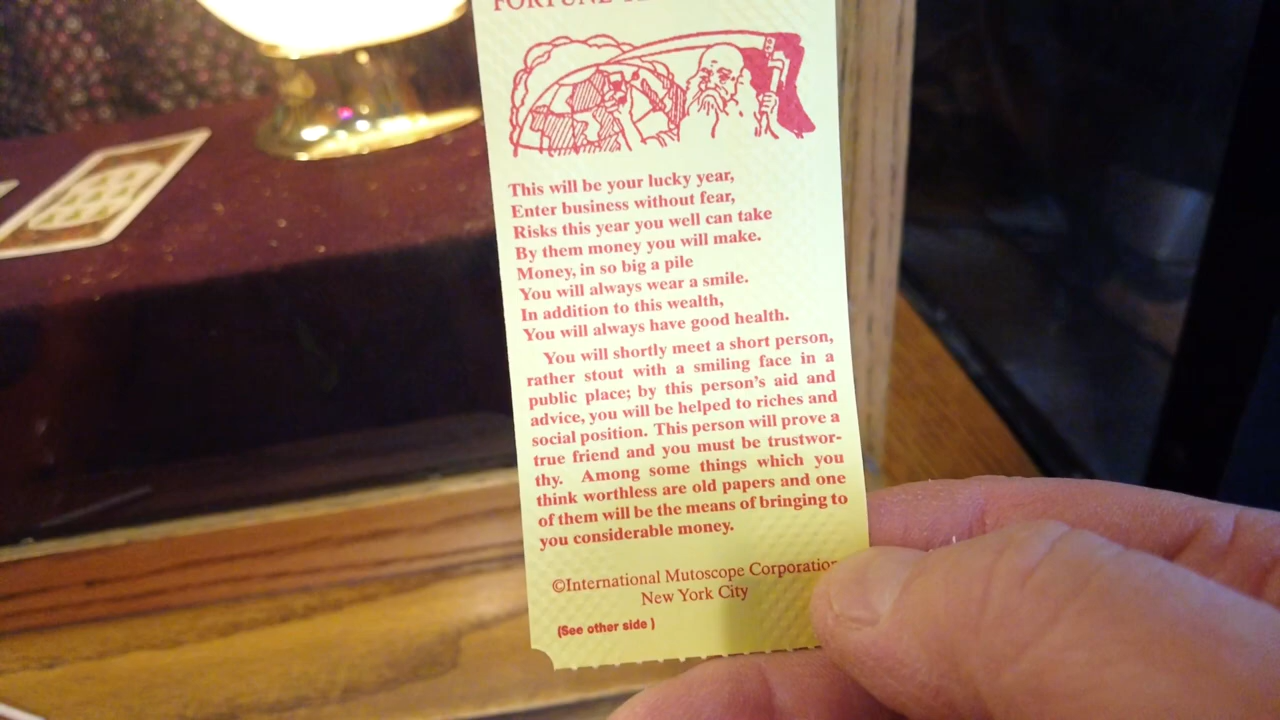 FORTUNE
This will be your lucky year,
Enter business without fear,
Risks this year you well can take
By them money you will make.
Money, in so big a pile
You will always wear a smile.
In addition to this wealth,
You will always have good health.
You will shortly meet a short person,
rather stout with a smiling face in a
public place; by this person's aid and
advice, you will be helped to riches and
social position. This person will prove a
true friend and you must be trustwor-
thy. Among some things which you
think worthless are old papers and one
of them will be the means of bringing to
you considerable money.
©International Mutoscope Corporation
New York City
(See other side )